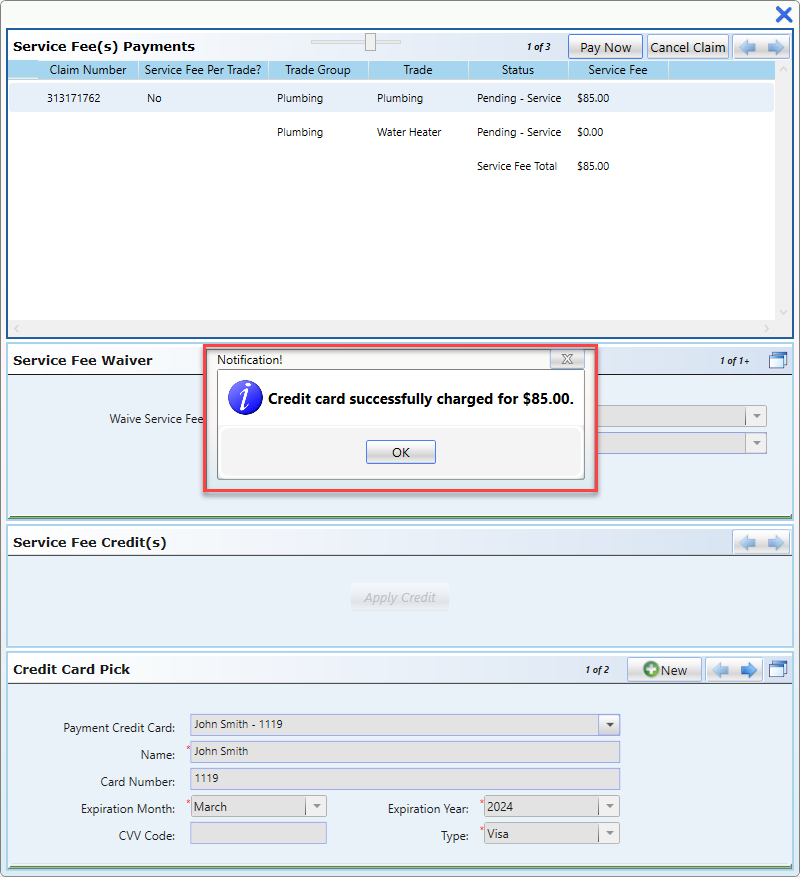 Service Fee(s) Payments 1 of 3 Pay Now Cancel Claim
Claim Number Service Fee Per Trade? Trade Group Trade Status Service Fee
313171762 No Plumbing Plumbing Pending - Service $85.00
Plumbing Water Heater Pending - Service $0.00
Service Fee Total $85.00
Service Fee Waiver 1 of 1+
Waive Service Fee
Notification!
Credit card successfully charged for $85.00.
OK
Service Fee Credit(s)
Apply Credit
Credit Card Pick 1 of 2 New
Payment Credit Card: John Smith - 1119
Name: * John Smith
Card Number: 1119
Expiration Month: * March Expiration Year: * 2024
CVV Code: Type: * Visa